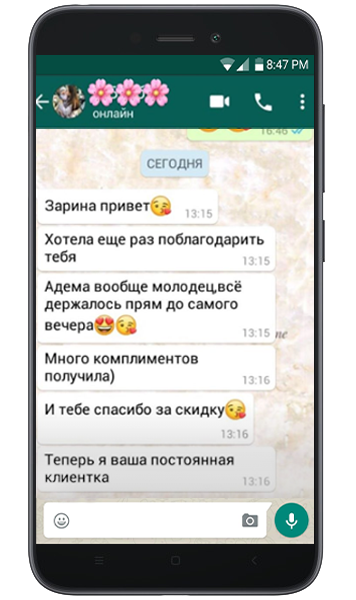 8:47 PM
онлайн
16:46
СЕГОДНЯ
Зарина привет😘
13:15
Хотела еще раз поблагодарить
тебя
13:15
Адема вообще молодец,всё
держалось прям до самого
вечера😍😘
13:15
пе
Много комплиментов
получила)
13:16
И тебе спасибо за скидку😘
13:16
Теперь я ваша постоянная
клиентка
13:16